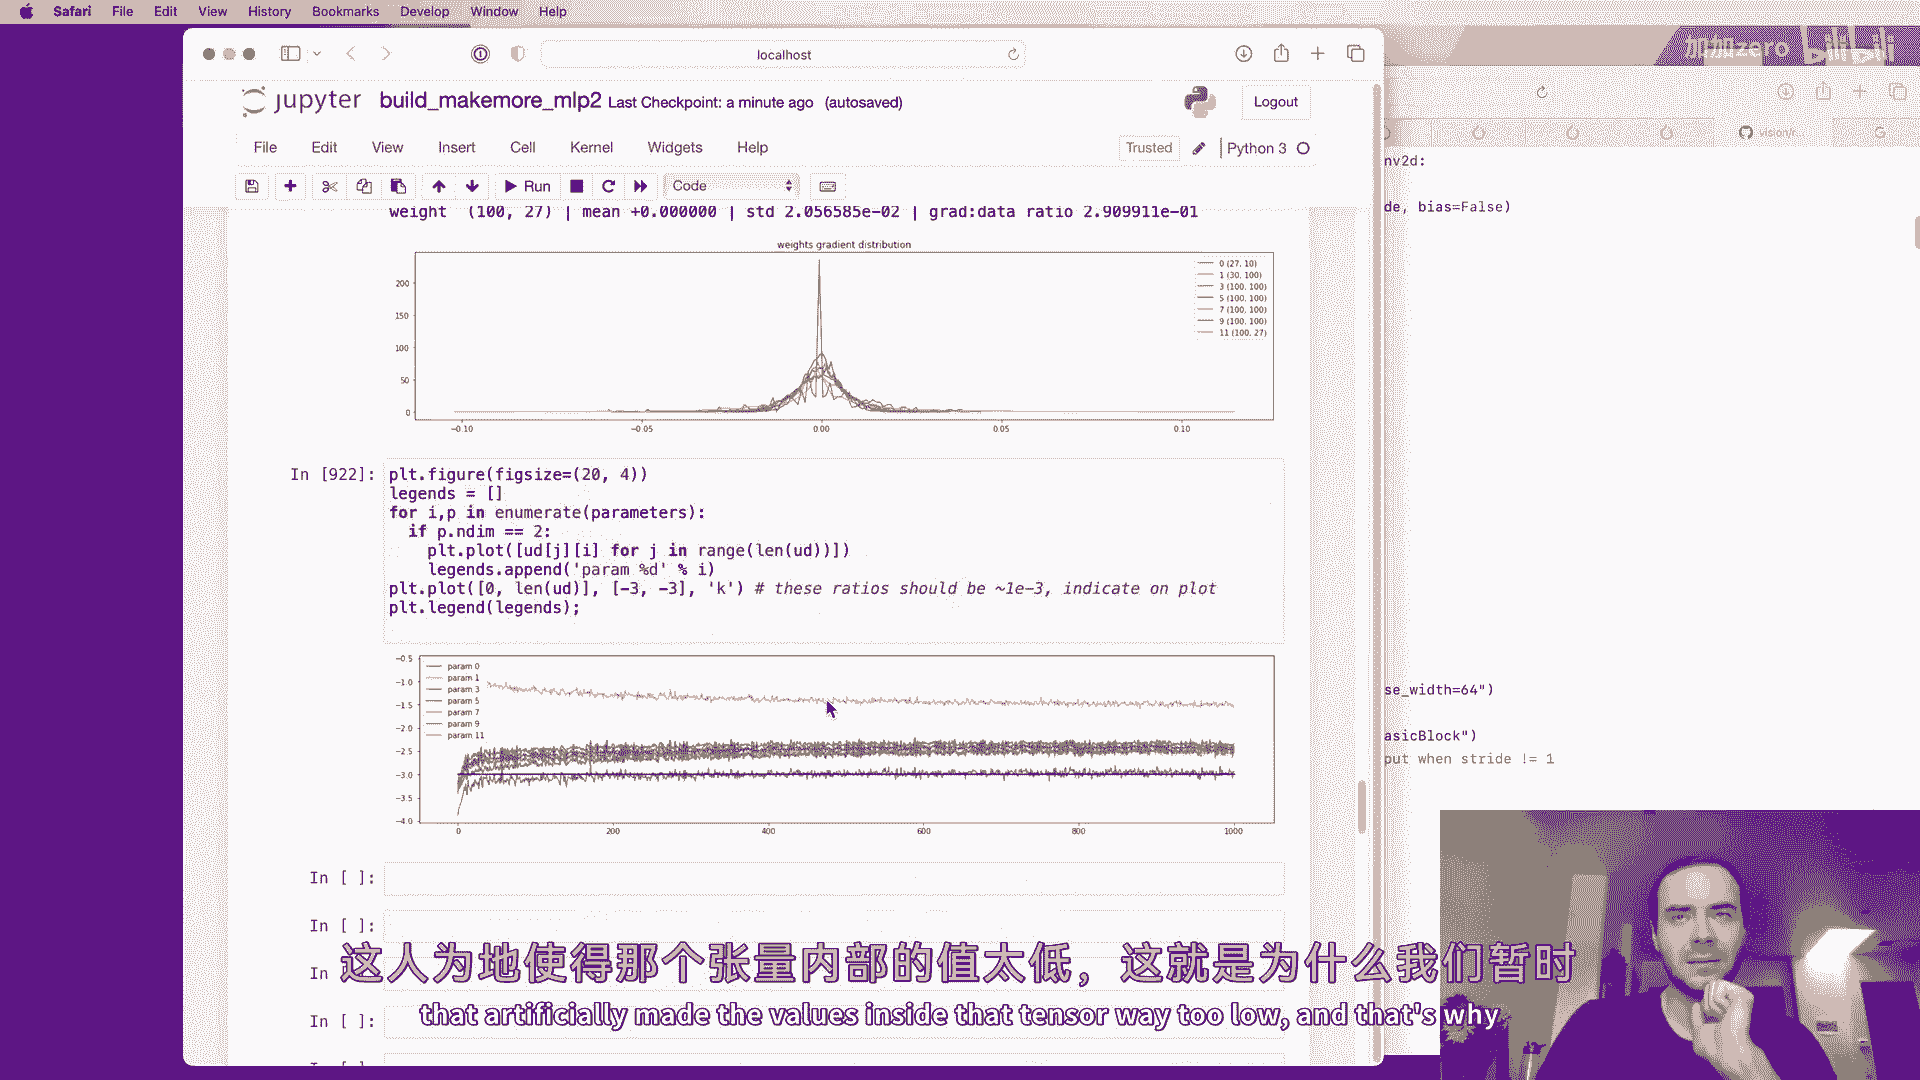 Safari File Edit View History Bookmarks Develop Window Help
localhost
加加zero bilibili
jupyter build_makemore_mlp2 Last Checkpoint: a minute ago (autosaved)
Logout
File Edit View Insert Cell Kernel Widgets Help
Trusted Python 3
Run Code
weight (100, 27) | mean +0.000000 | std 2.056585e-02 | grad:data ratio 2.909911e-01
weights gradient distribution
200
150
100
50
0
0 (27, 10)
1 (30, 100)
3 (100, 100)
5 (100, 100)
7 (100, 100)
9 (100, 100)
11 (100, 27)
−0.10 −0.05 0.00 0.05 0.10
In [922]:
plt.figure(figsize=(20, 4))
legends = []
for i,p in enumerate(parameters):
if p.ndim == 2:
plt.plot([ud[j][i] for j in range(len(ud))])
legends.append('param %d' % i)
plt.plot([0, len(ud)], [-3, -3], 'k') # these ratios should be ~1e-3, indicate on plot
plt.legend(legends);
−0.5
−1.0
−1.5
−2.0
−2.5
−3.0
−3.5
−4.0
param 0
param 1
param 3
param 5
param 7
param 9
param 11
0 200 400 600 800 1000
In [ ]:
In [ ]:
In [ ]:
In [ ]:
vision/r...
nv2d:
de, bias=False)
se_width=64")
asicBlock")
put when stride != 1
这人为地使得那个张量内部的值太低，这就是为什么我们暂时
that artificially made the values inside that tensor way too low, and that's why